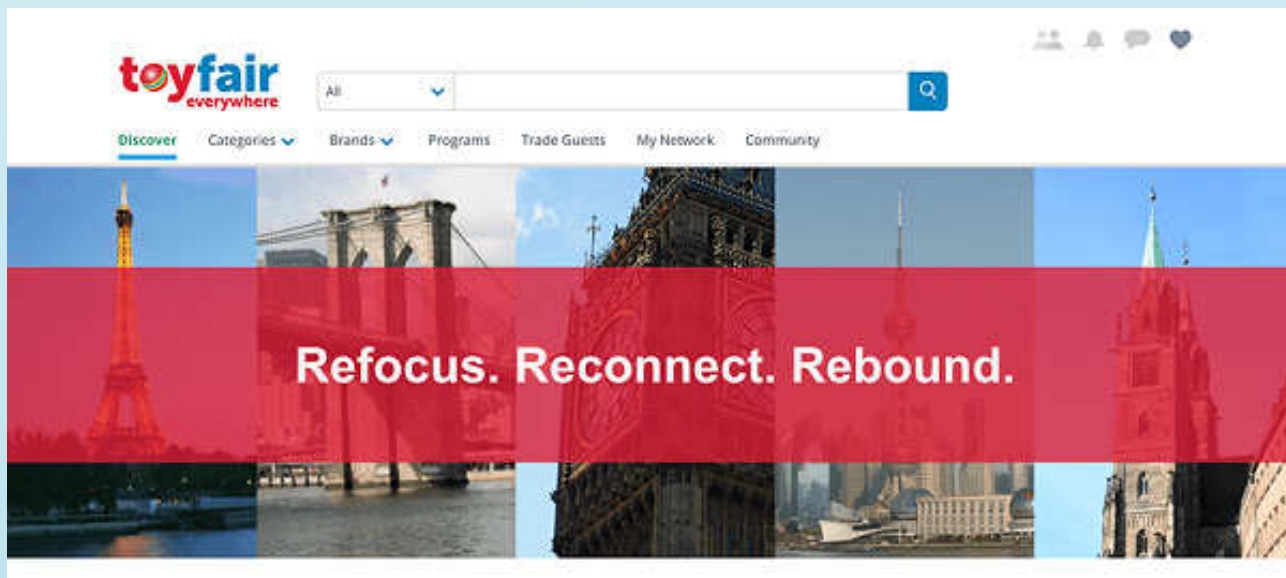 toyfair
everywhere
All
Discover Categories Brands Programs Trade Guests My Network Community
Refocus. Reconnect. Rebound.